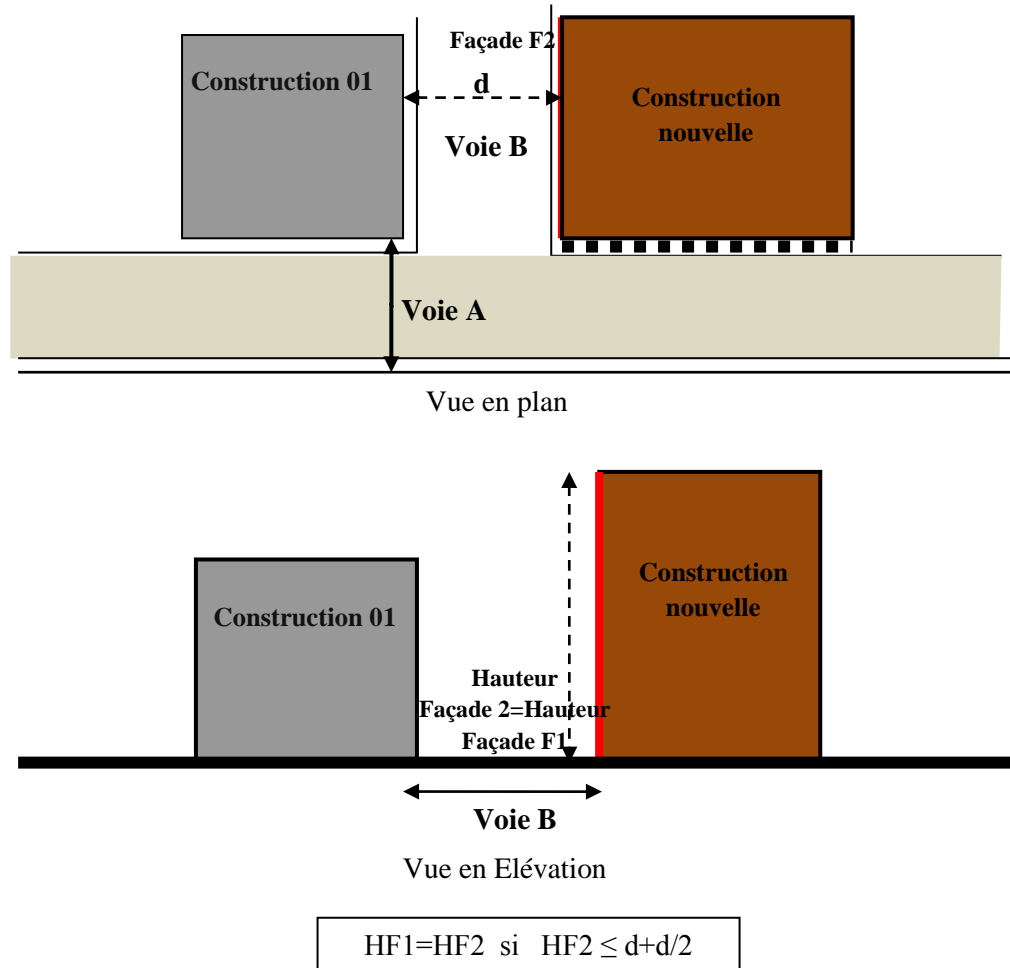 Façade F2
Construction 01
d
Construction
nouvelle
Voie B
Voie A
Vue en plan
Construction 01
Construction
nouvelle
Hauteur
Façade 2=Hauteur
Façade F1
Voie B
Vue en Elévation
HF1=HF2 si HF2 ≤ d+d/2